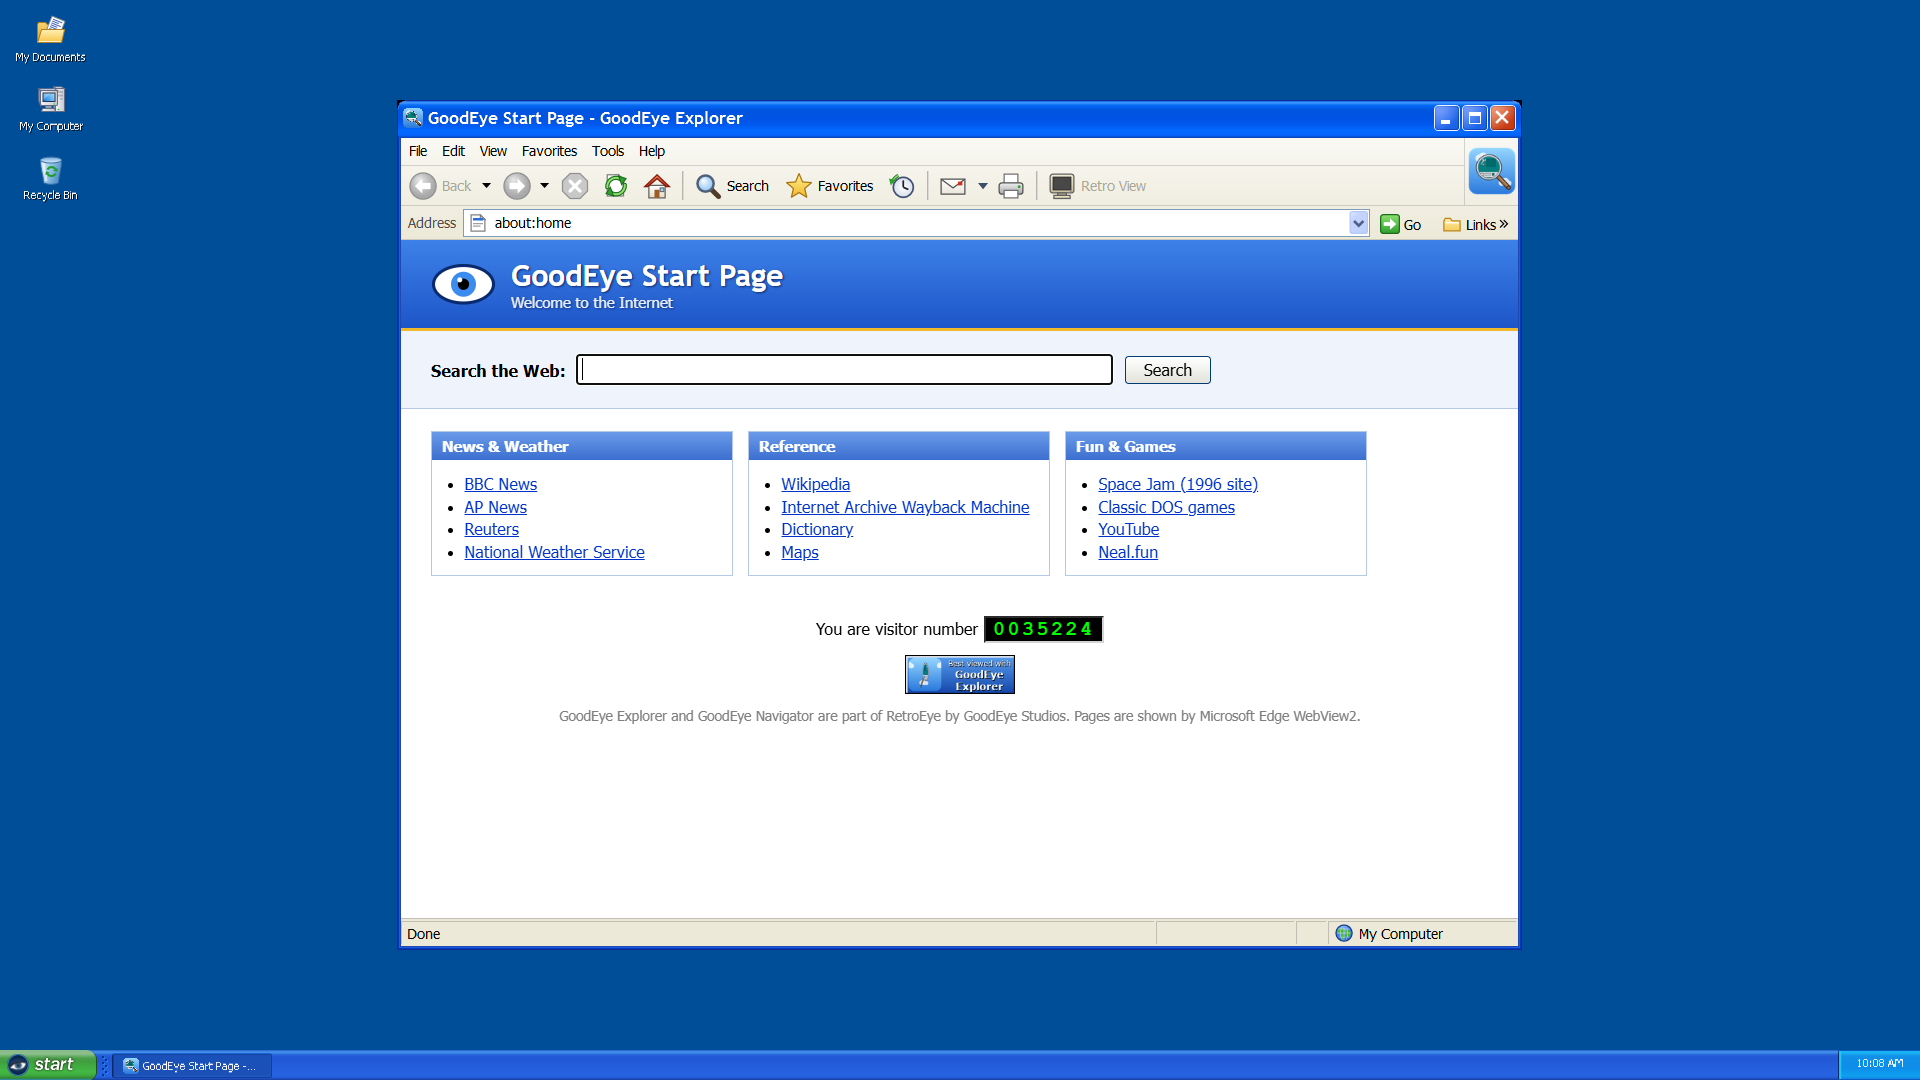 My Documents
My Computer
Recycle Bin
GoodEye Start Page - GoodEye Explorer
File Edit View Favorites Tools Help
Back Search Favorites Retro View
Address about:home Go Links »
GoodEye Start Page
Welcome to the Internet
Search the Web: Search
News & Weather
BBC News
AP News
Reuters
National Weather Service
Reference
Wikipedia
Internet Archive Wayback Machine
Dictionary
Maps
Fun & Games
Space Jam (1996 site)
Classic DOS games
YouTube
Neal.fun
You are visitor number 0035224
Best viewed with
GoodEye
Explorer
GoodEye Explorer and GoodEye Navigator are part of RetroEye by GoodEye Studios. Pages are shown by Microsoft Edge WebView2.
Done My Computer
start GoodEye Start Page -... 10:08 AM